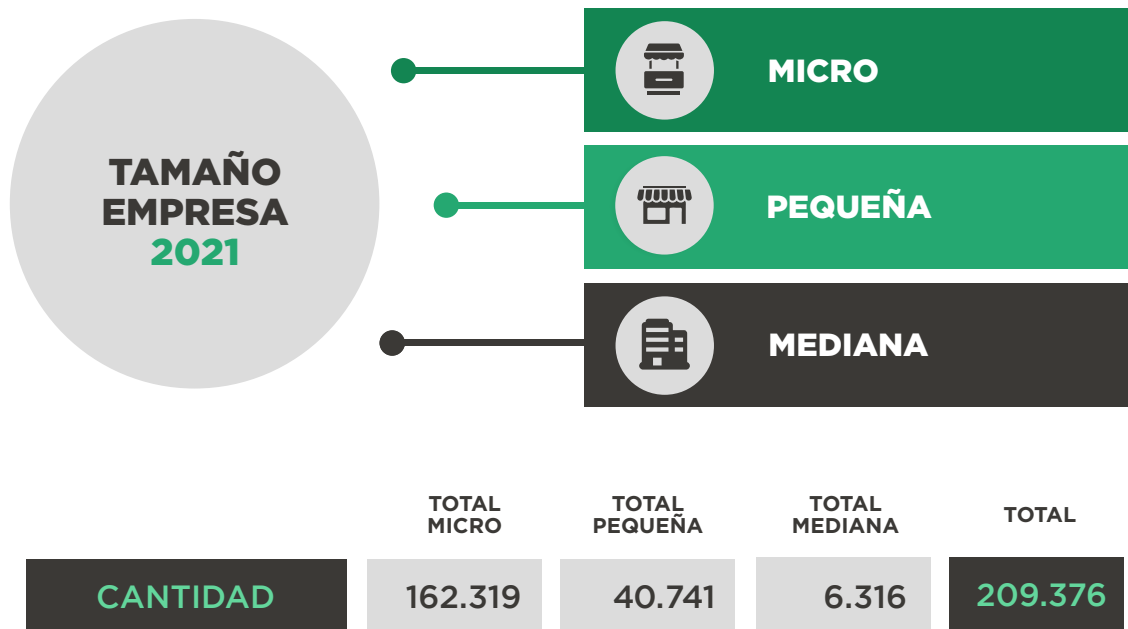 TAMAÑO
EMPRESA
2021
MICRO
PEQUEÑA
MEDIANA
TOTAL
MICRO
TOTAL
PEQUEÑA
TOTAL
MEDIANA
TOTAL
CANTIDAD 162.319 40.741 6.316 209.376